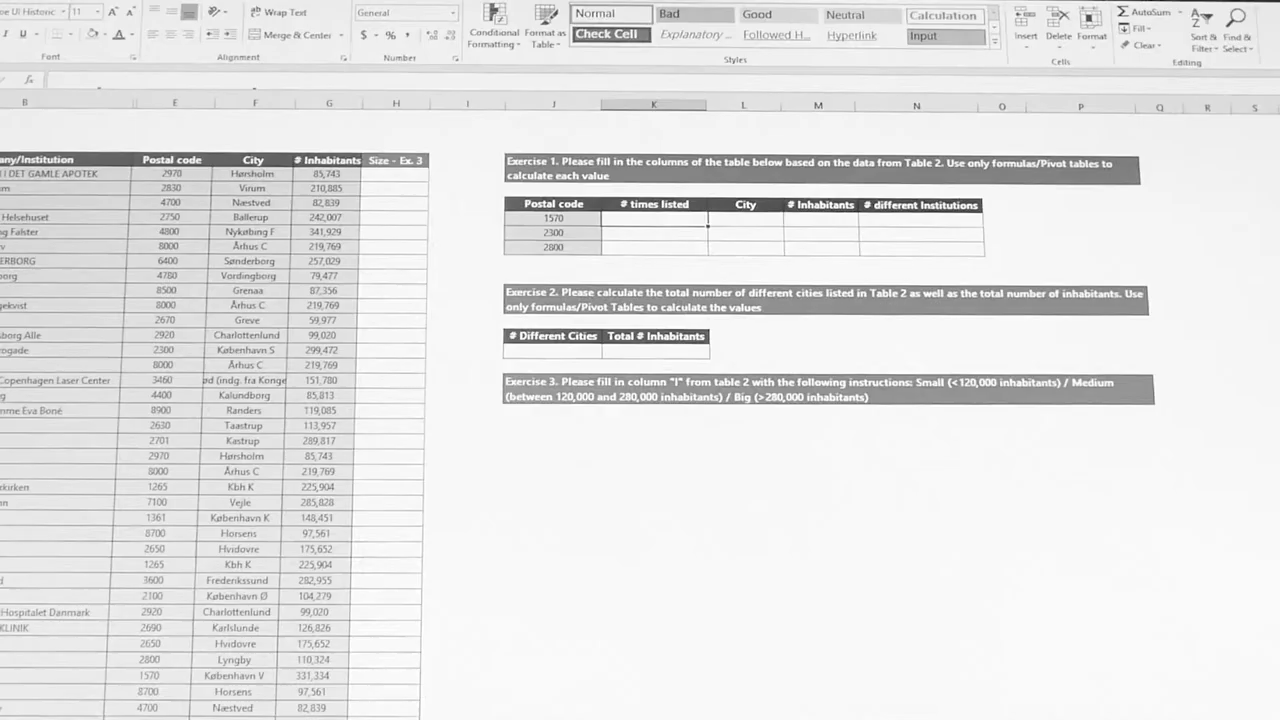 11
Wrap Text
General
Normal
Bad
Good
Neutral
Calculation
AutoSum
Merge & Center
$ % ,
Conditional Formatting
Format as Table
Check Cell
Explanatory ...
Followed H...
Hyperlink
Input
Insert
Delete
Format
Fill
Clear
Sort & Filter
Find & Select
Font
Alignment
Number
Styles
Cells
Editing
fx
B E F G H I J K L M N O P Q R S
any/Institution Postal code City # Inhabitants Size - Ex. 3
I DET GAMLE APOTEK 2970 Hørsholm 85,743
2830 Virum 210,885
4700 Næstved 82,839
Helsehuset 2750 Ballerup 242,007
ng Falster 4800 Nykøbing F 341,929
8000 Århus C 219,769
ERBORG 6400 Sønderborg 257,029
org 4780 Vordingborg 79,477
8500 Grenaa 87,356
gekvist 8000 Århus C 219,769
2670 Greve 59,977
sborg Alle 2920 Charlottenlund 99,020
rogade 2300 København S 299,472
8000 Århus C 219,769
Copenhagen Laser Center 3460 ød (indg. fra Konge 151,780
4400 Kalundborg 85,813
mme Eva Boné 8900 Randers 119,085
2630 Taastrup 113,957
2701 Kastrup 289,817
2970 Hørsholm 85,743
8000 Århus C 219,769
rkirken 1265 Kbh K 225,904
7100 Vejle 285,828
1361 København K 148,451
8700 Horsens 97,561
2650 Hvidovre 175,652
1265 Kbh K 225,904
3600 Frederikssund 282,955
2100 København Ø 104,279
Hospitalet Danmark 2920 Charlottenlund 99,020
KLINIK 2690 Karlslunde 126,826
2650 Hvidovre 175,652
2800 Lyngby 110,324
1570 København V 331,334
8700 Horsens 97,561
4700 Næstved 82,839
Exercise 1. Please fill in the columns of the table below based on the data from Table 2. Use only formulas/Pivot tables to
calculate each value
Postal code # times listed City # Inhabitants # different Institutions
1570
2300
2800
Exercise 2. Please calculate the total number of different cities listed in Table 2 as well as the total number of inhabitants. Use
only formulas/Pivot Tables to calculate the values
# Different Cities Total # Inhabitants
Exercise 3. Please fill in column "I" from table 2 with the following instructions: Small (<120,000 inhabitants) / Medium
(between 120,000 and 280,000 inhabitants) / Big (>280,000 inhabitants)